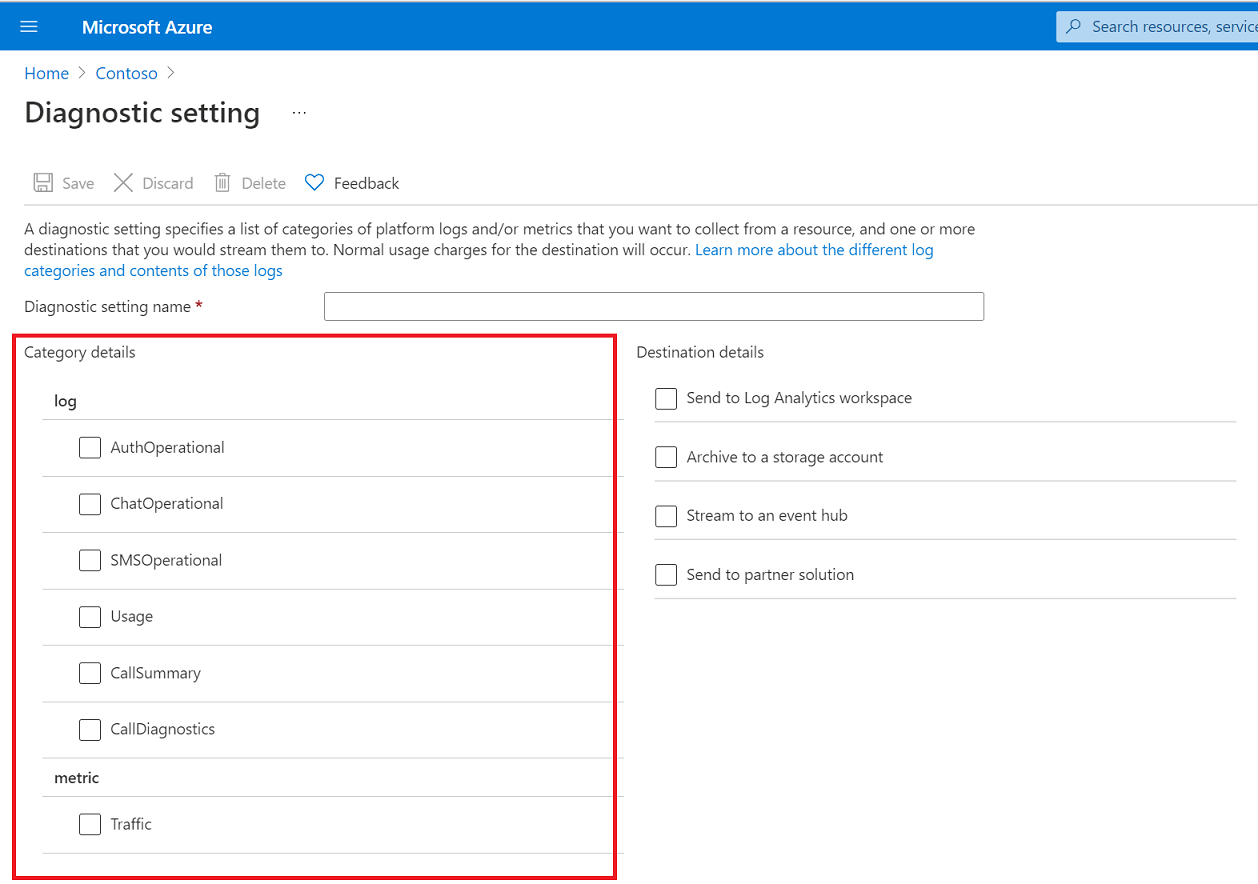 Microsoft Azure
Search resources, service
Home > Contoso >
Diagnostic setting ...
Save Discard Delete Feedback
A diagnostic setting specifies a list of categories of platform logs and/or metrics that you want to collect from a resource, and one or more
destinations that you would stream them to. Normal usage charges for the destination will occur. Learn more about the different log
categories and contents of those logs
Diagnostic setting name *
Category details
log
AuthOperational
ChatOperational
SMSOperational
Usage
CallSummary
CallDiagnostics
metric
Traffic
Destination details
Send to Log Analytics workspace
Archive to a storage account
Stream to an event hub
Send to partner solution